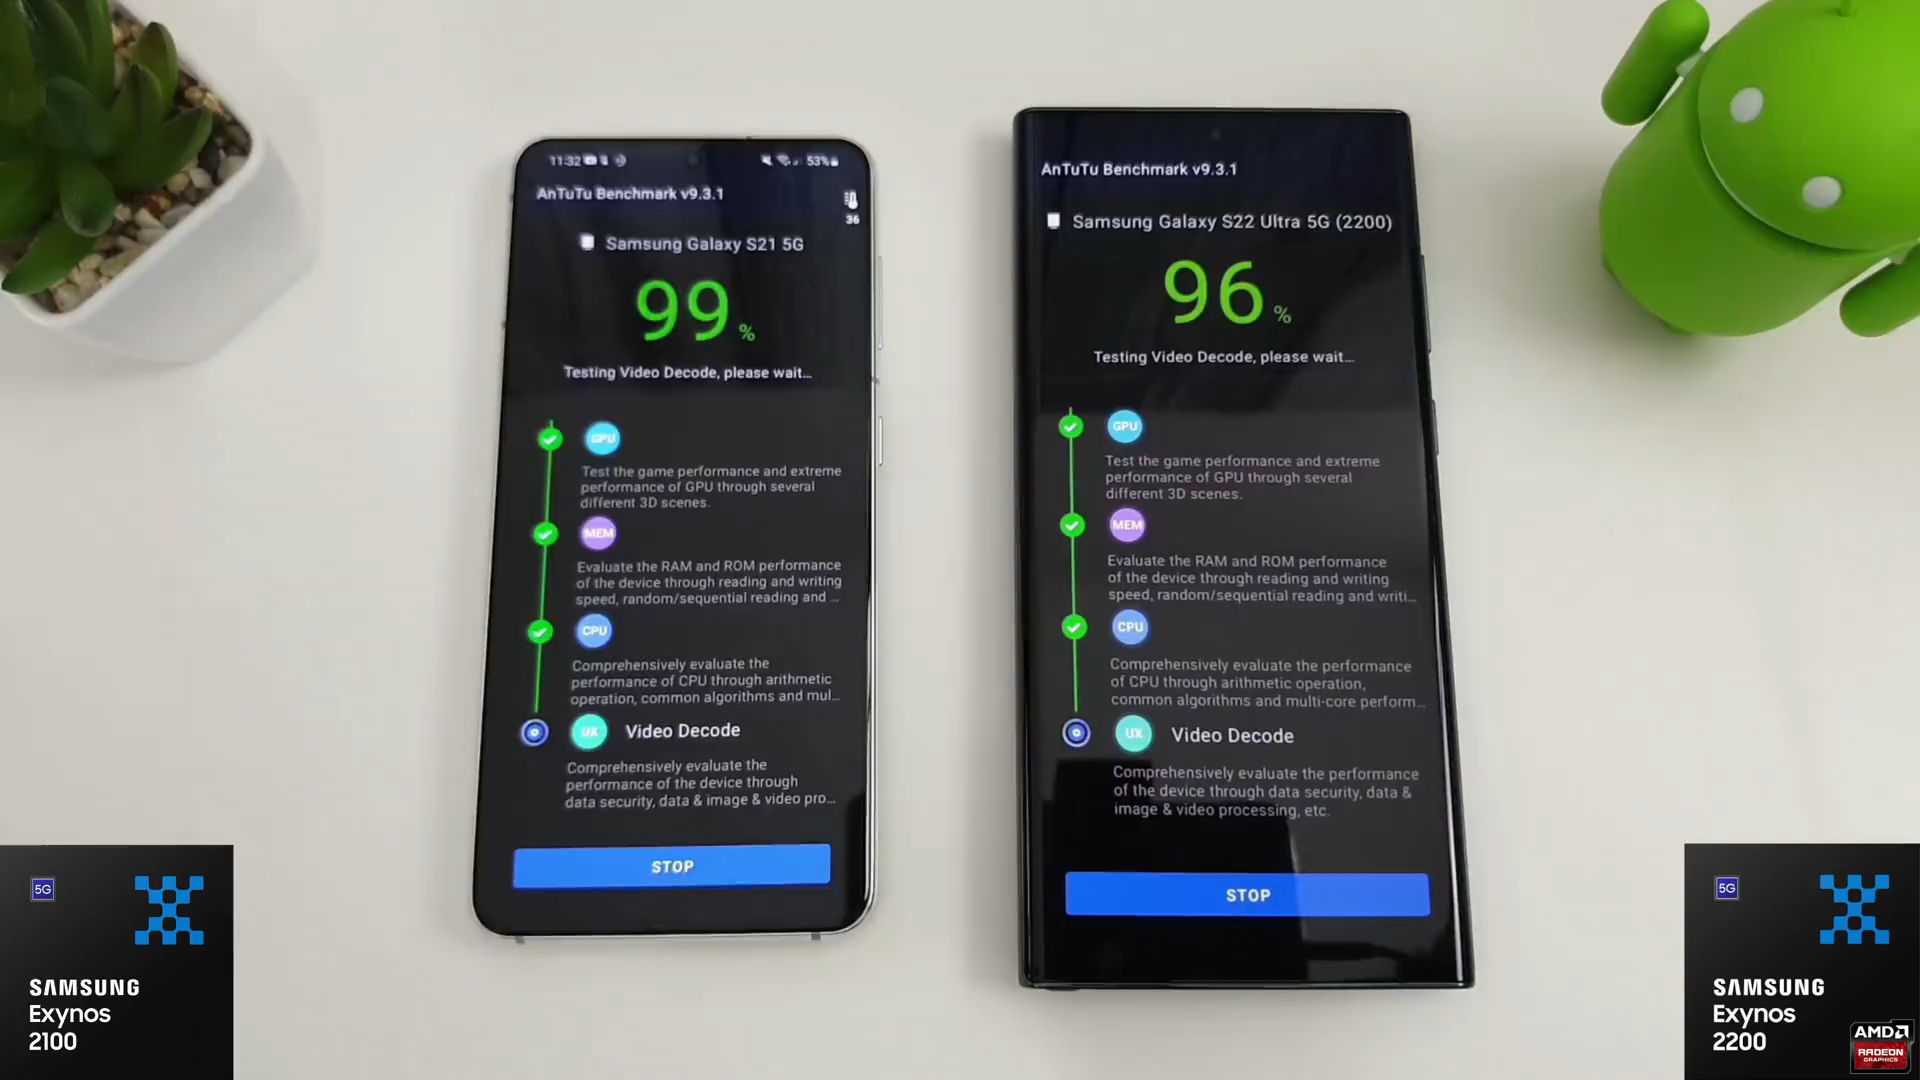 11:32
53%
AnTuTu Benchmark v9.3.1
36
Samsung Galaxy S21 5G
99 %
Testing Video Decode, please wait...
GPU
Test the game performance and extreme
performance of GPU through several
different 3D scenes.
MEM
Evaluate the RAM and ROM performance
of the device through reading and writing
speed, random/sequential reading and ...
CPU
Comprehensively evaluate the
performance of CPU through arithmetic
operation, common algorithms and mul...
UX Video Decode
Comprehensively evaluate the
performance of the device through
data security, data & image & video pro...
STOP
AnTuTu Benchmark v9.3.1
Samsung Galaxy S22 Ultra 5G (2200)
96 %
Testing Video Decode, please wait...
GPU
Test the game performance and extreme
performance of GPU through several
different 3D scenes.
MEM
Evaluate the RAM and ROM performance
of the device through reading and writing
speed, random/sequential reading and writi...
CPU
Comprehensively evaluate the performance
of CPU through arithmetic operation,
common algorithms and multi-core perform...
UX Video Decode
Comprehensively evaluate the performance
of the device through data security, data &
image & video processing, etc.
STOP
5G
SAMSUNG
Exynos
2100
5G
SAMSUNG
Exynos
2200
AMD
RADEON
GRAPHICS